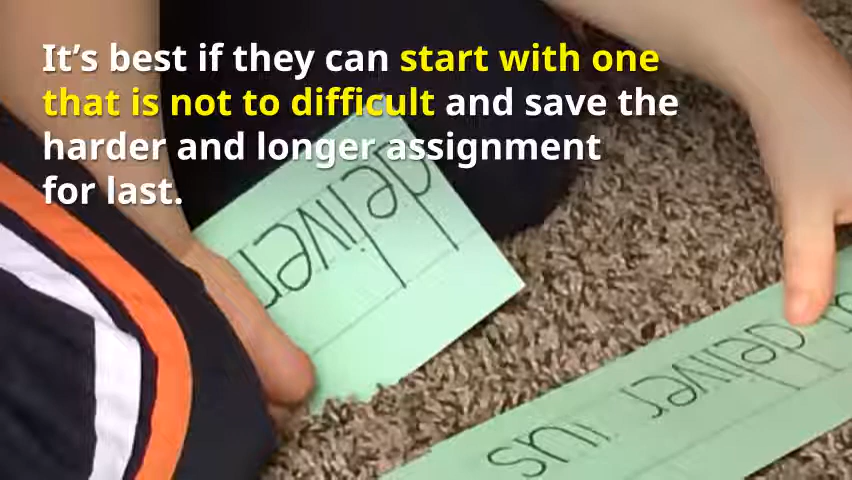 It’s best if they can start with one
that is not to difficult and save the
harder and longer assignment
for last.
deliver
deliver us